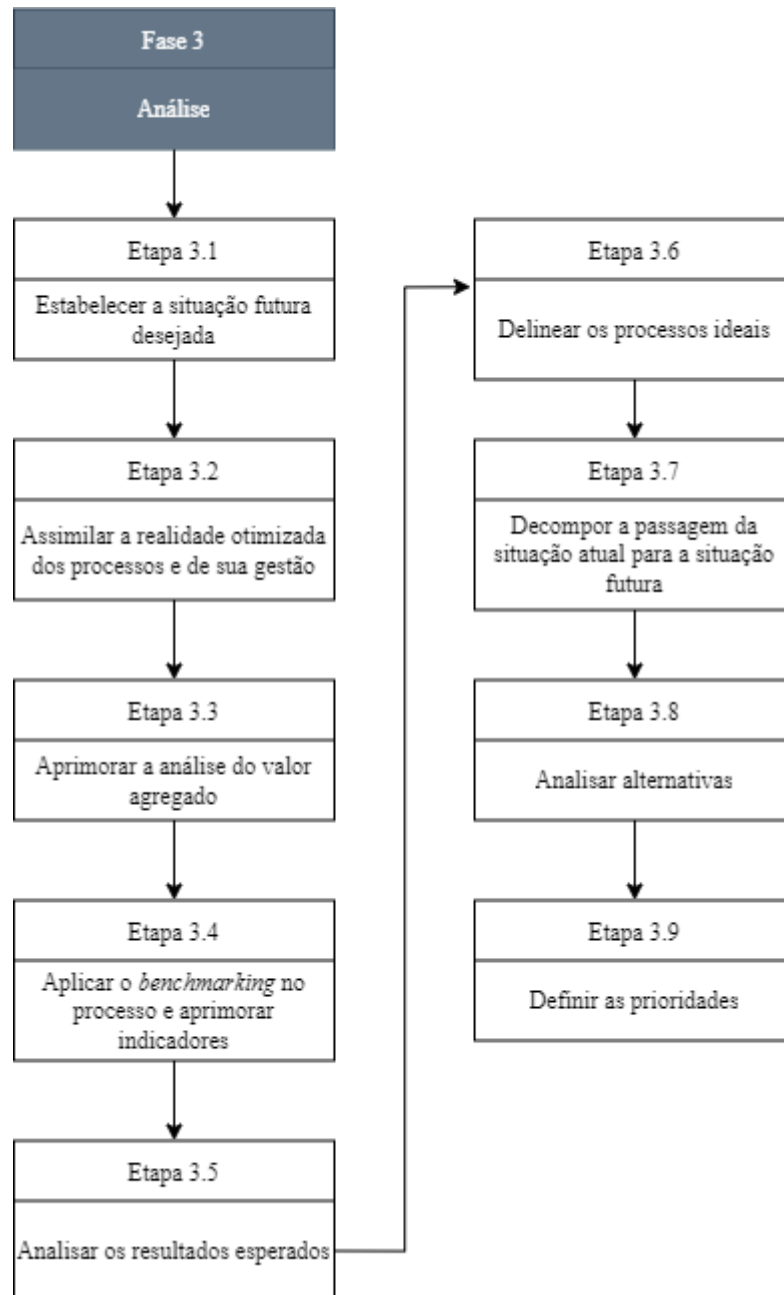 Fase 3
Análise
Etapa 3.1
Estabelecer a situação futura
desejada
Etapa 3.2
Assimilar a realidade otimizada
dos processos e de sua gestão
Etapa 3.3
Aprimorar a análise do valor
agregado
Etapa 3.4
Aplicar o benchmarking no
processo e aprimorar
indicadores
Etapa 3.5
Analisar os resultados esperados
Etapa 3.6
Delinear os processos ideais
Etapa 3.7
Decompor a passagem da
situação atual para a situação
futura
Etapa 3.8
Analisar alternativas
Etapa 3.9
Definir as prioridades